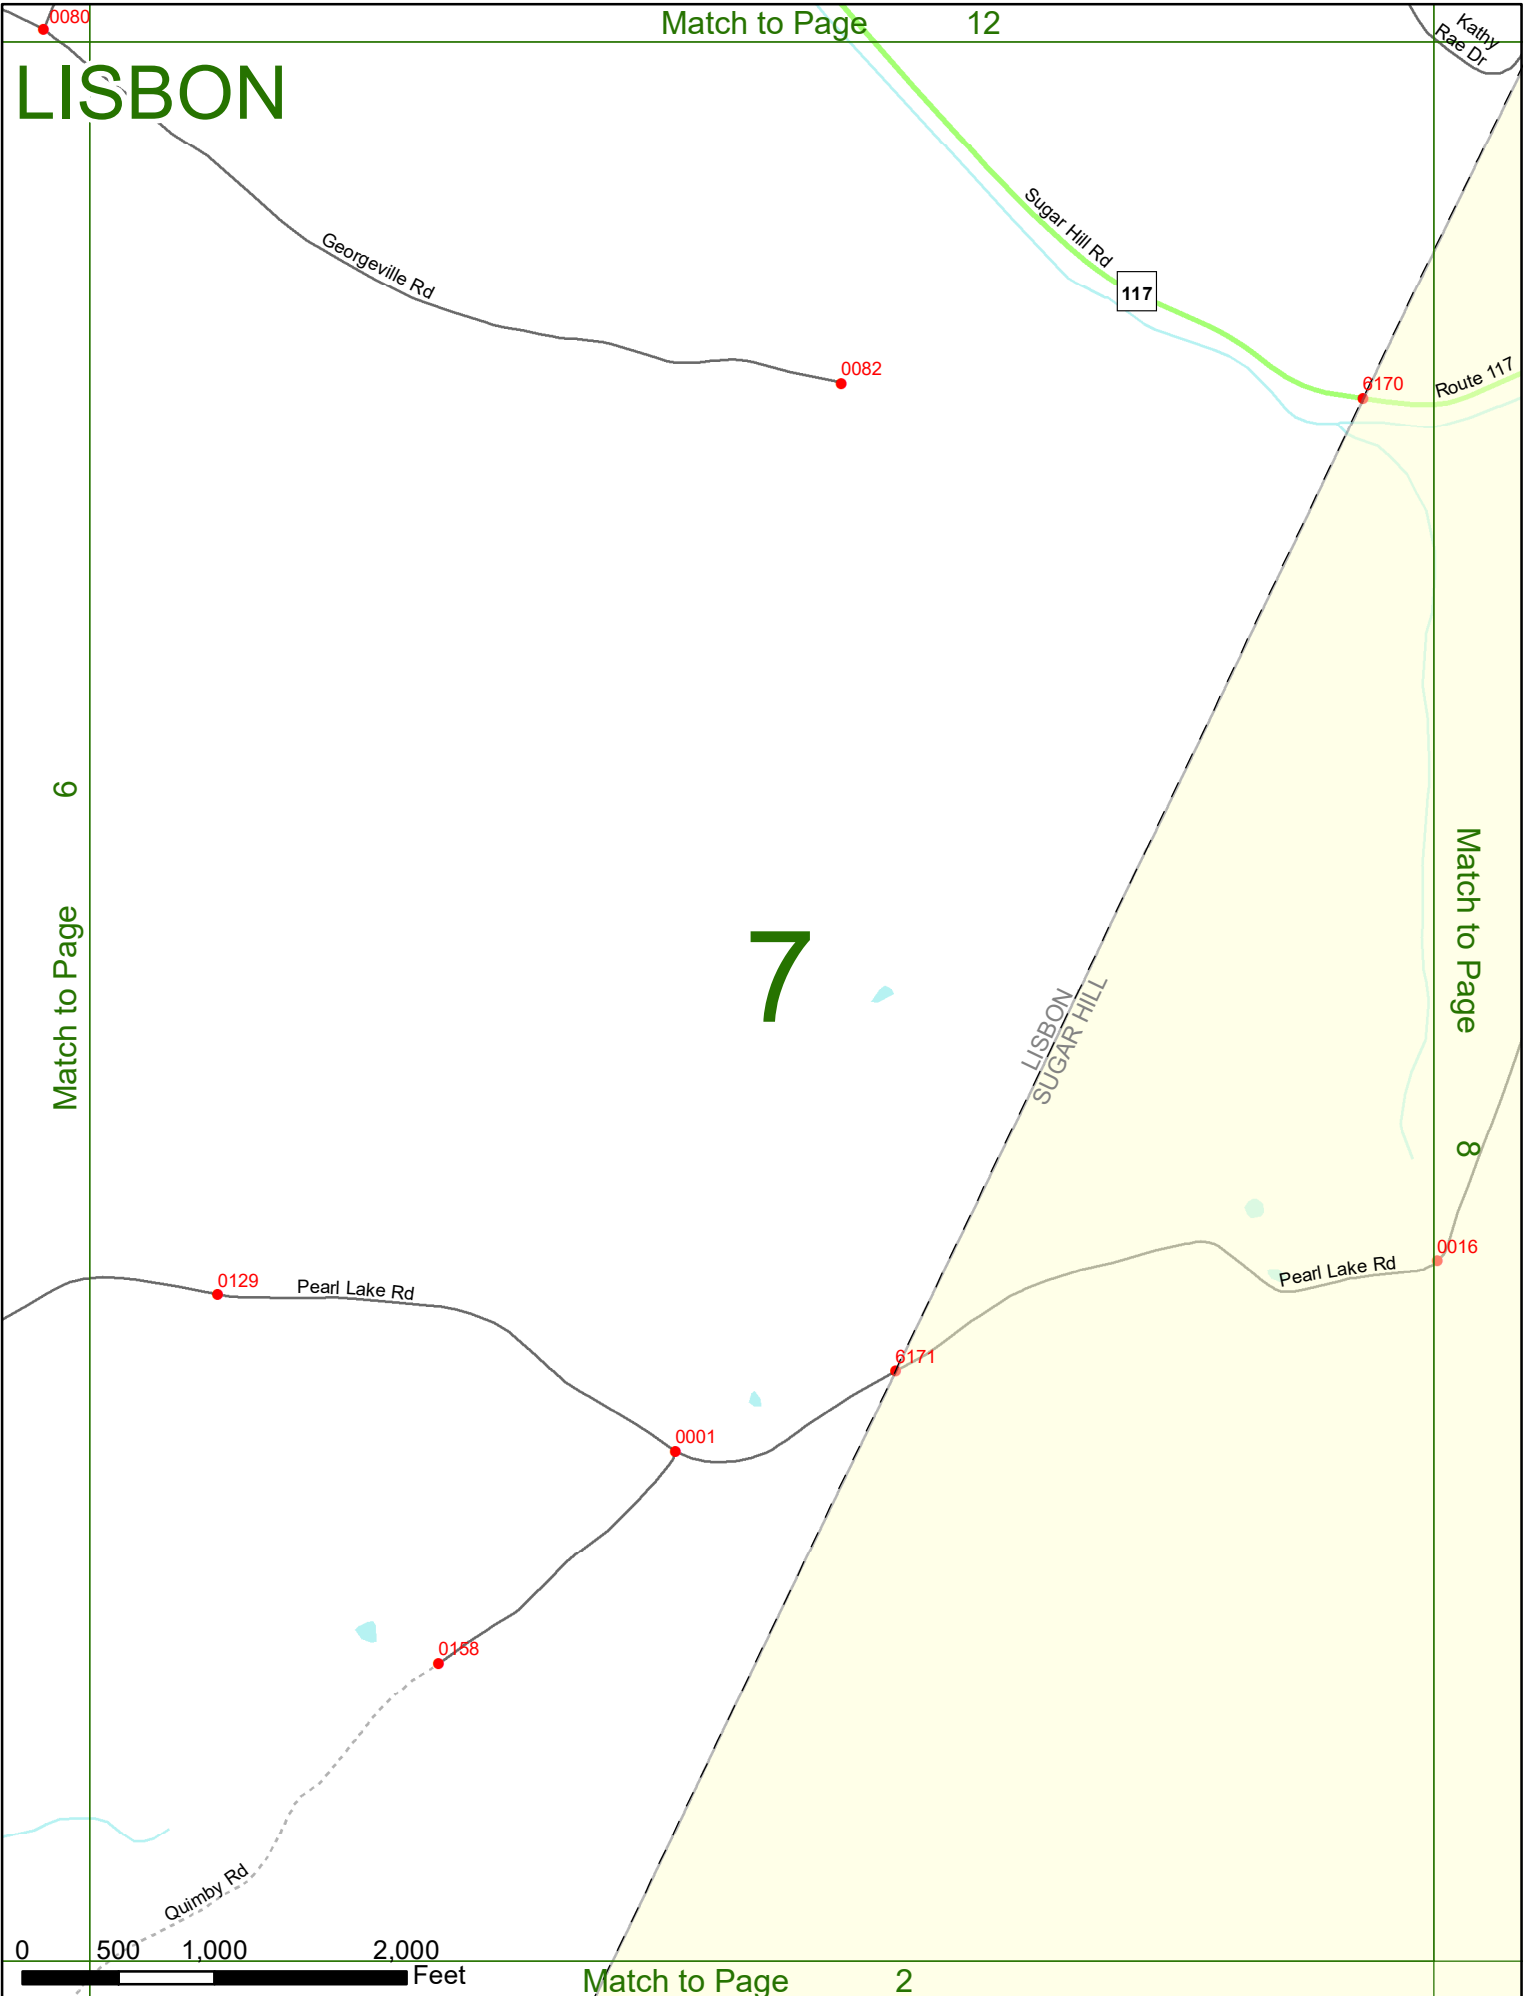 0080
Match to Page 12
Kathy
Rae Dr
LISBON
Sugar Hill Rd
Georgeville Rd
117
0082
6170
Route 117
Match to Page 6
7
Match to Page 8
LISBON
SUGAR HILL
0016
Pearl Lake Rd
0129
Pearl Lake Rd
6171
0001
0158
Quimby Rd
0 500 1,000 2,000
Feet
Match to Page 2